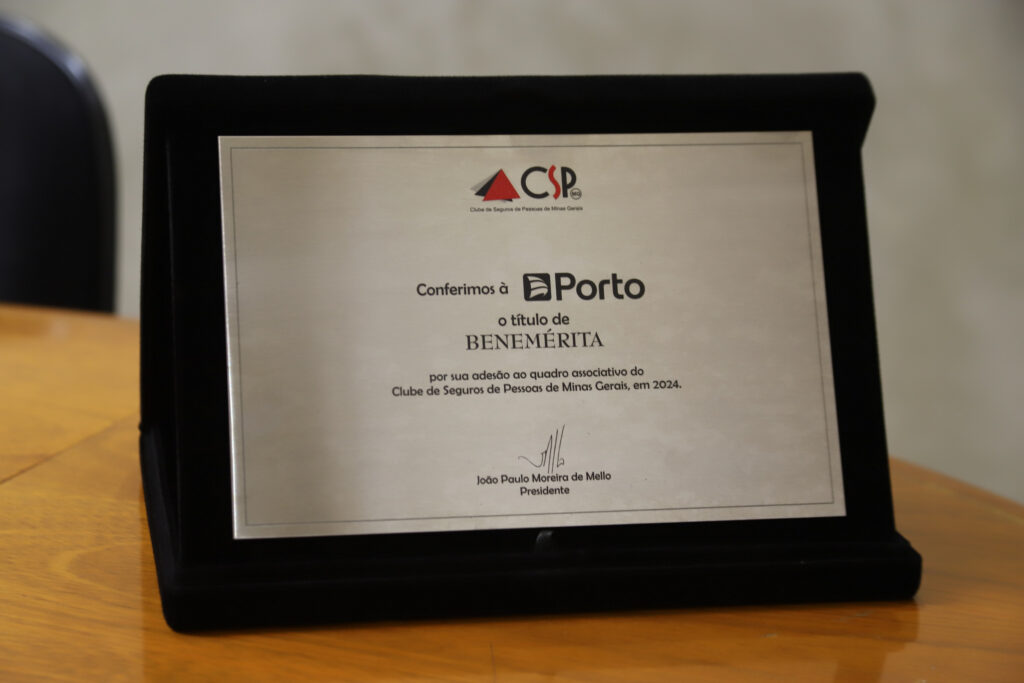 CSP MG
Clube de Seguros de Pessoas de Minas Gerais
Conferimos à Porto
o título de
BENEMÉRITA
por sua adesão ao quadro associativo do
Clube de Seguros de Pessoas de Minas Gerais, em 2024.
João Paulo Moreira de Mello
Presidente